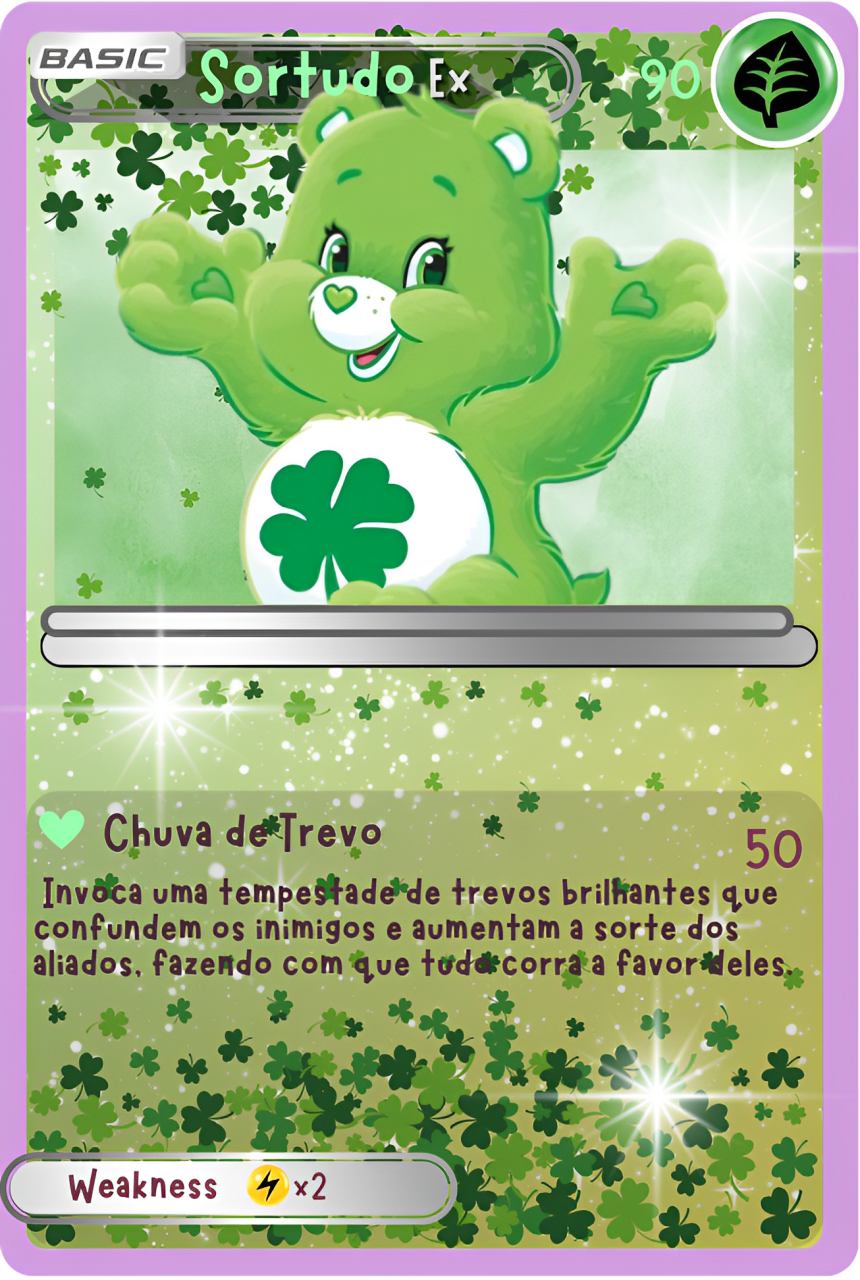 BASIC
Sortudo Ex
90
Chuva de Trevo
50
Invoca uma tempestade de trevos brilhantes que
confundem os inimigos e aumentam a sorte dos
aliados, fazendo com que tudo corra a favor deles.
Weakness ×2